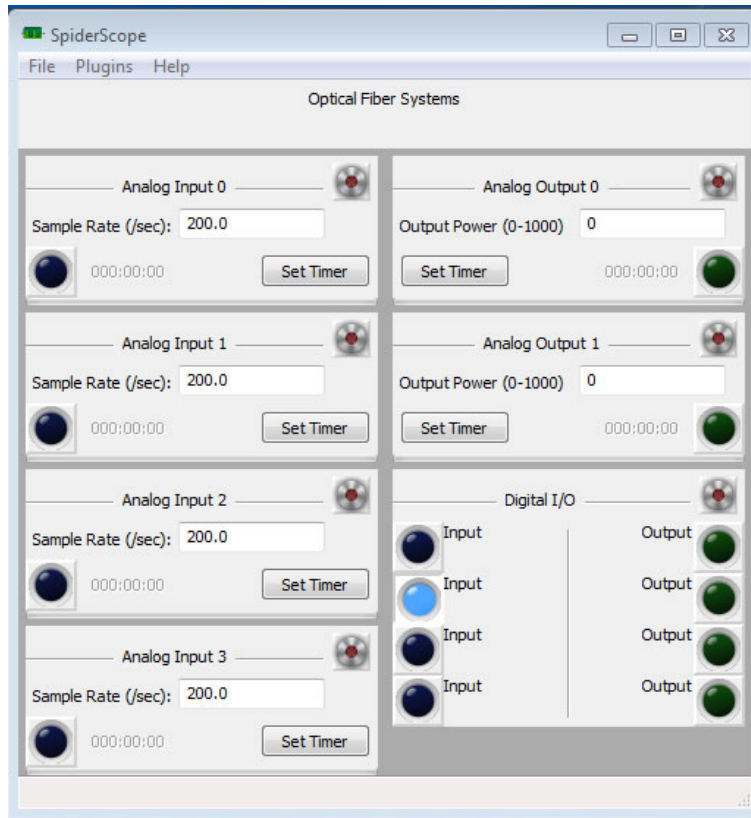 SpiderScope
File Plugins Help
Optical Fiber Systems
Analog Input 0
Sample Rate (/sec): 200.0
000:00:00 Set Timer
Analog Input 1
Sample Rate (/sec): 200.0
000:00:00 Set Timer
Analog Input 2
Sample Rate (/sec): 200.0
000:00:00 Set Timer
Analog Input 3
Sample Rate (/sec): 200.0
000:00:00 Set Timer
Analog Output 0
Output Power (0-1000) 0
Set Timer 000:00:00
Analog Output 1
Output Power (0-1000) 0
Set Timer 000:00:00
Digital I/O
Input Output
Input Output
Input Output
Input Output